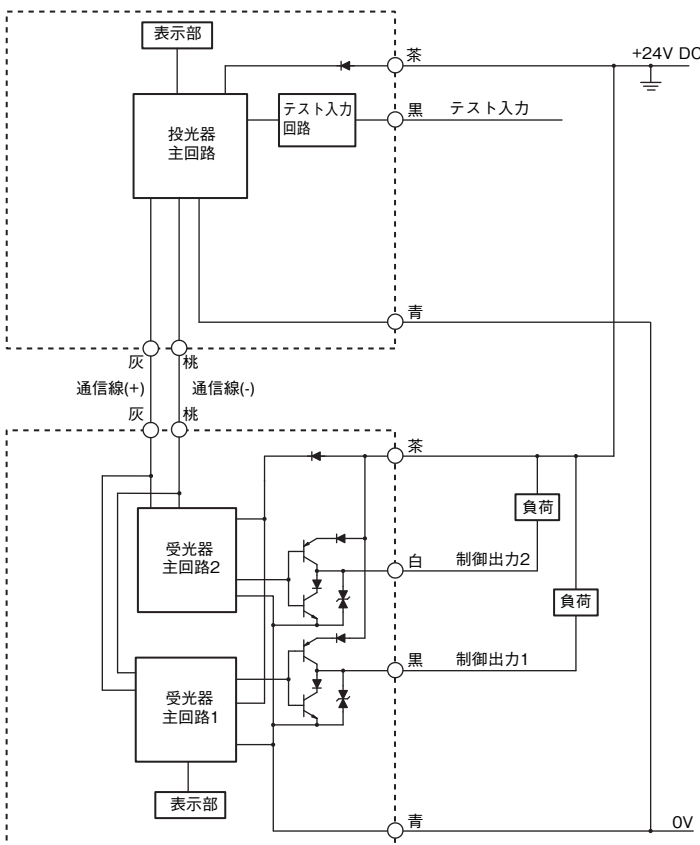 表示部
茶
+24V DC
投光器
主回路
テスト入力
回路
黒
テスト入力
青
灰
桃
通信線(+)
通信線(-)
灰
桃
茶
負荷
受光器
主回路2
白
制御出力2
負荷
受光器
主回路1
黒
制御出力1
表示部
青
0V